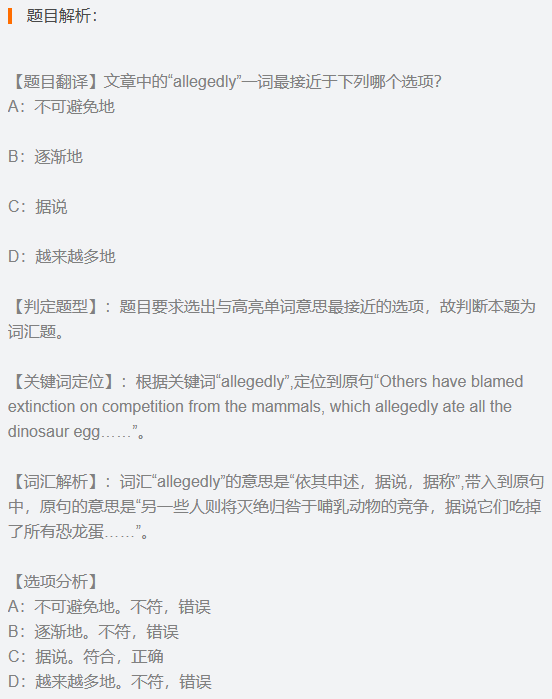 题目解析：
【题目翻译】文章中的“allegedly”一词最接近于下列哪个选项？
A：不可避免地
B：逐渐地
C：据说
D：越来越多地
【判定题型】：题目要求选出与高亮单词意思最接近的选项，故判断本题为
词汇题。
【关键词定位】：根据关键词“allegedly”,定位到原句“Others have blamed
extinction on competition from the mammals, which allegedly ate all the
dinosaur egg……”。
【词汇解析】：词汇“allegedly”的意思是“依其申述，据说，据称”,带入到原句
中，原句的意思是“另一些人则将灭绝归咎于哺乳动物的竞争，据说它们吃掉
了所有恐龙蛋……”。
【选项分析】
A：不可避免地。不符，错误
B：逐渐地。不符，错误
C：据说。符合，正确
D：越来越多地。不符，错误